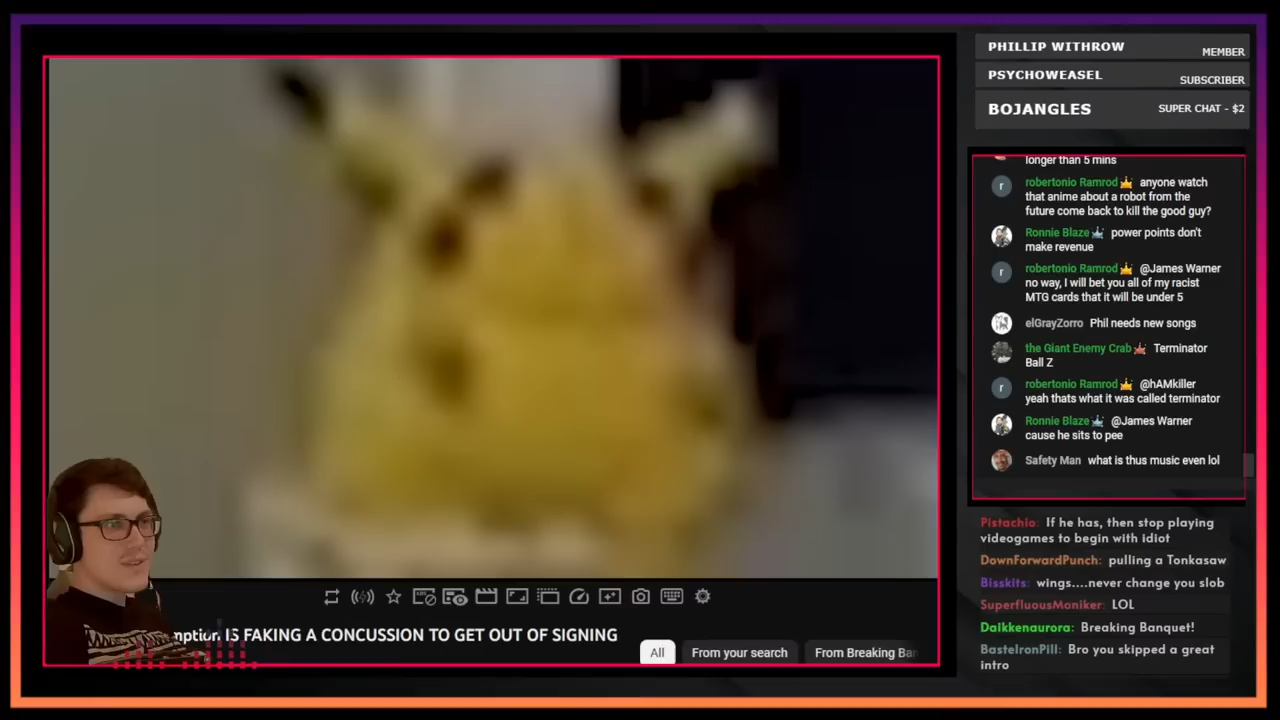 PHILLIP WITHROW MEMBER
PSYCHOWEASEL SUBSCRIBER
BOJANGLES SUPER CHAT - $2
longer than 5 mins
robertonio Ramrod anyone watch
that anime about a robot from the
future come back to kill the good guy?
Ronnie Blaze power points don't
make revenue
robertonio Ramrod @James Warner
no way, I will bet you all of my racist
MTG cards that it will be under 5
elGrayZorro Phil needs new songs
the Giant Enemy Crab Terminator
Ball Z
robertonio Ramrod @hAMkiller
yeah thats what it was called terminator
Ronnie Blaze @James Warner
cause he sits to pee
Safety Man what is thus music even lol
Pistachio: If he has, then stop playing
videogames to begin with idiot
DownForwardPunch: pulling a Tonkasaw
Bisskits: wings....never change you slob
SuperfluousMoniker: LOL
Daikkenaurora: Breaking Banquet!
BasteIronPill: Bro you skipped a great
intro
mption IS FAKING A CONCUSSION TO GET OUT OF SIGNING
All From your search From Breaking Ban